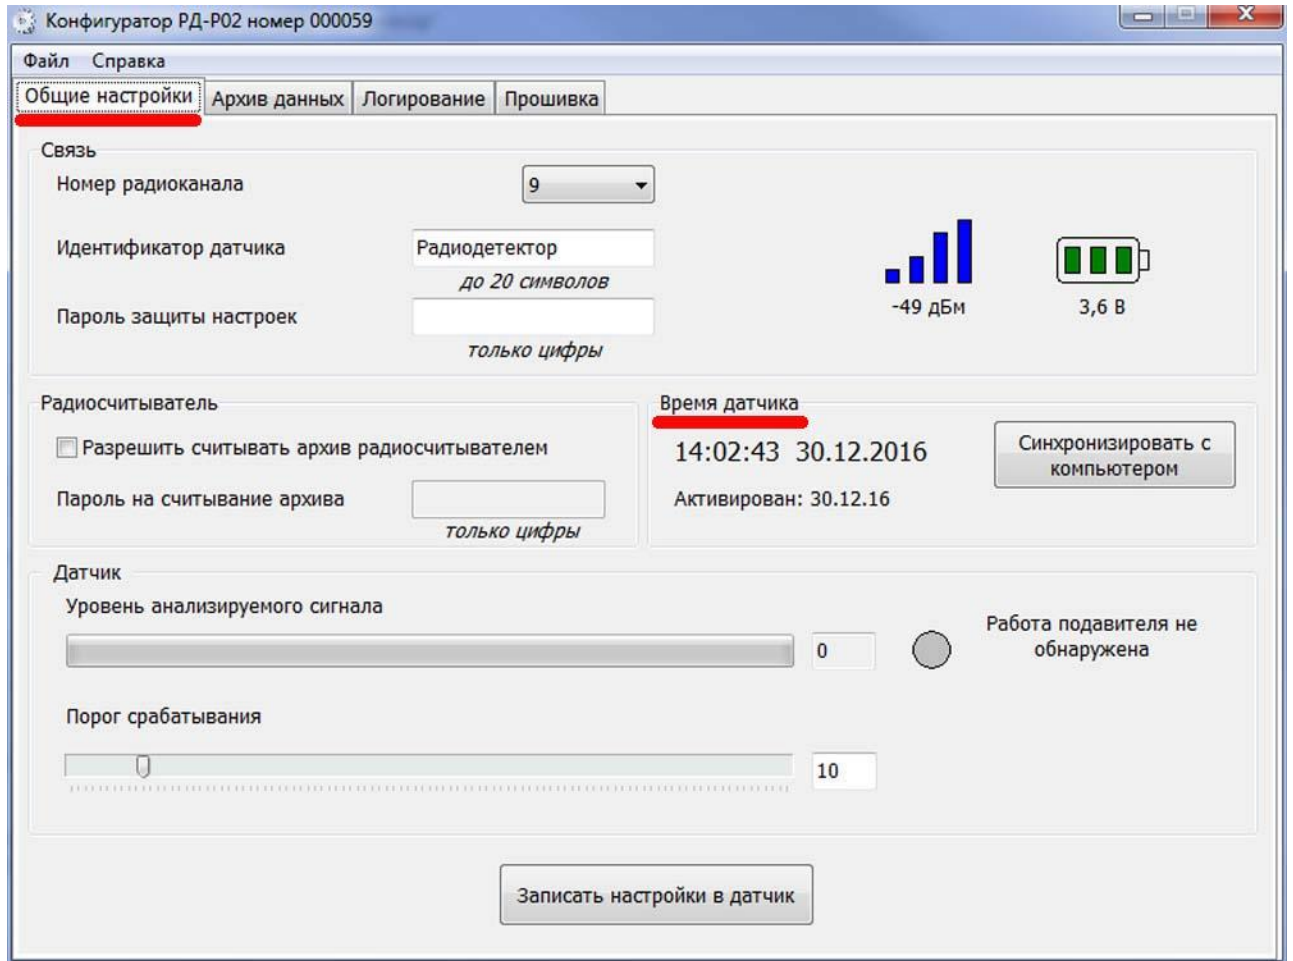 Конфигуратор РД-Р02 номер 000059
Файл Справка
Общие настройки Архив данных Логирование Прошивка
Связь
Номер радиоканала 9
Идентификатор датчика Радиодетектор
до 20 символов
-49 дБм 3,6 В
Пароль защиты настроек
только цифры
Радиосчитыватель
Разрешить считывать архив радиосчитывателем
Пароль на считывание архива
только цифры
Время датчика
14:02:43 30.12.2016
Синхронизировать с
компьютером
Активирован: 30.12.16
Датчик
Уровень анализируемого сигнала
0
Работа подавителя не
обнаружена
Порог срабатывания
10
Записать настройки в датчик